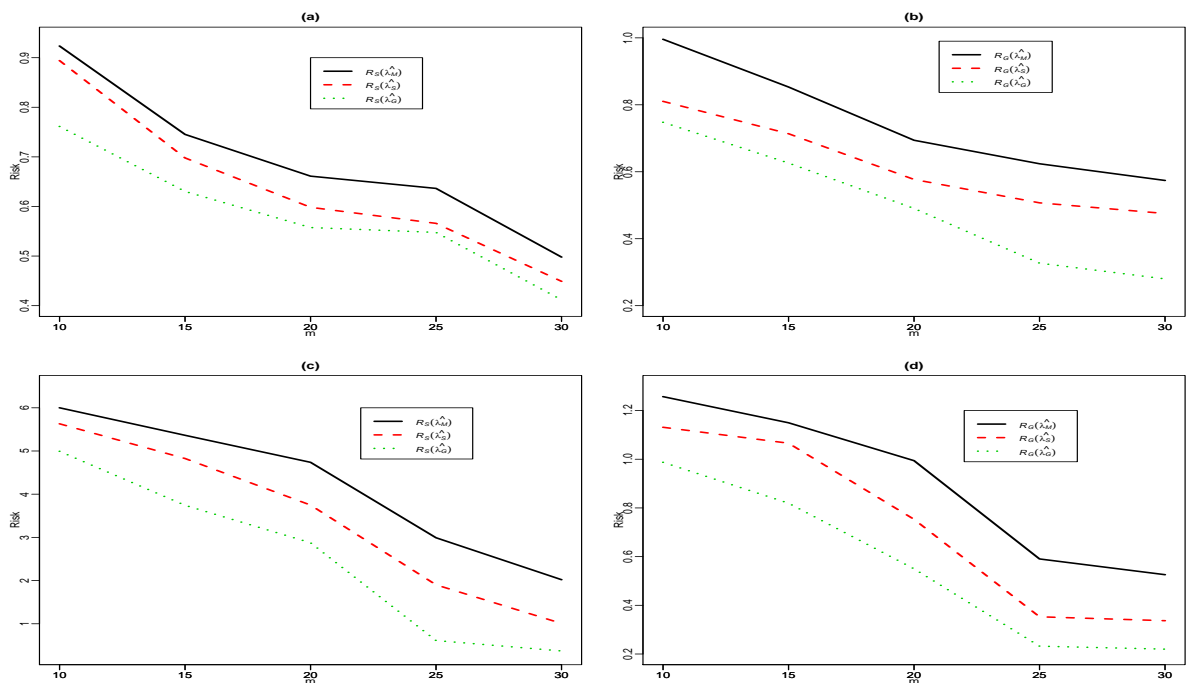 (a)
Risk
0.4 0.5 0.6 0.7 0.8 0.9
R_S(λ̂_M)
R_S(λ̂_S)
R_S(λ̂_G)
10 15 20 25 30
m
(b)
Risk
0.2 0.4 0.6 0.8 1.0
R_G(λ̂_M)
R_G(λ̂_S)
R_G(λ̂_G)
10 15 20 25 30
m
(c)
Risk
1 2 3 4 5 6
R_S(λ̂_M)
R_S(λ̂_S)
R_S(λ̂_G)
10 15 20 25 30
m
(d)
Risk
0.2 0.4 0.6 0.8 1.0 1.2
R_G(λ̂_M)
R_G(λ̂_S)
R_G(λ̂_G)
10 15 20 25 30
m